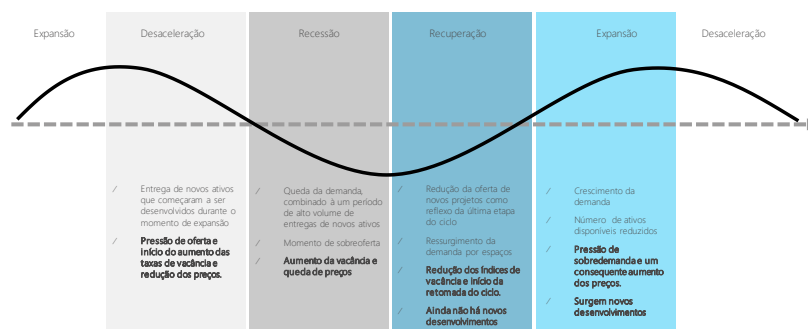 Expansão
Desaceleração
Recessão
Recuperação
Expansão
Desaceleração
/ Entrega de novos ativos
que começaram a ser
desenvolvidos durante o
momento de expansão
/ Pressão de oferta e
início do aumento das
taxas de vacância e
redução dos preços.
/ Queda da demanda,
combinado à um período
de alto volume de
entregas de novos ativos
/ Momento de sobreoferta
/ Aumento da vacância e
queda de preços
/ Redução da oferta de
novos projetos como
reflexo da última etapa
do ciclo
/ Ressurgimento da
demanda por espaços
/ Redução dos índices de
vacância e início da
retomada do ciclo.
/ Ainda não há novos
desenvolvimentos
/ Crescimento da
demanda
/ Número de ativos
disponíveis reduzidos
/ Pressão de
sobredemanda e um
consequente aumento
dos preços.
/ Surgem novos
desenvolvimentos